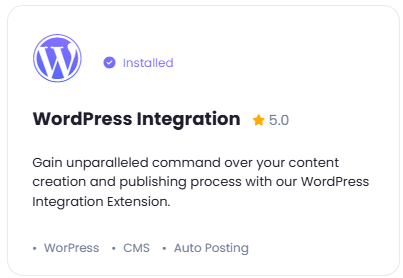 Installed
WordPress Integration 5.0
Gain unparalleled command over your content
creation and publishing process with our WordPress
Integration Extension.
• WorPress • CMS • Auto Posting